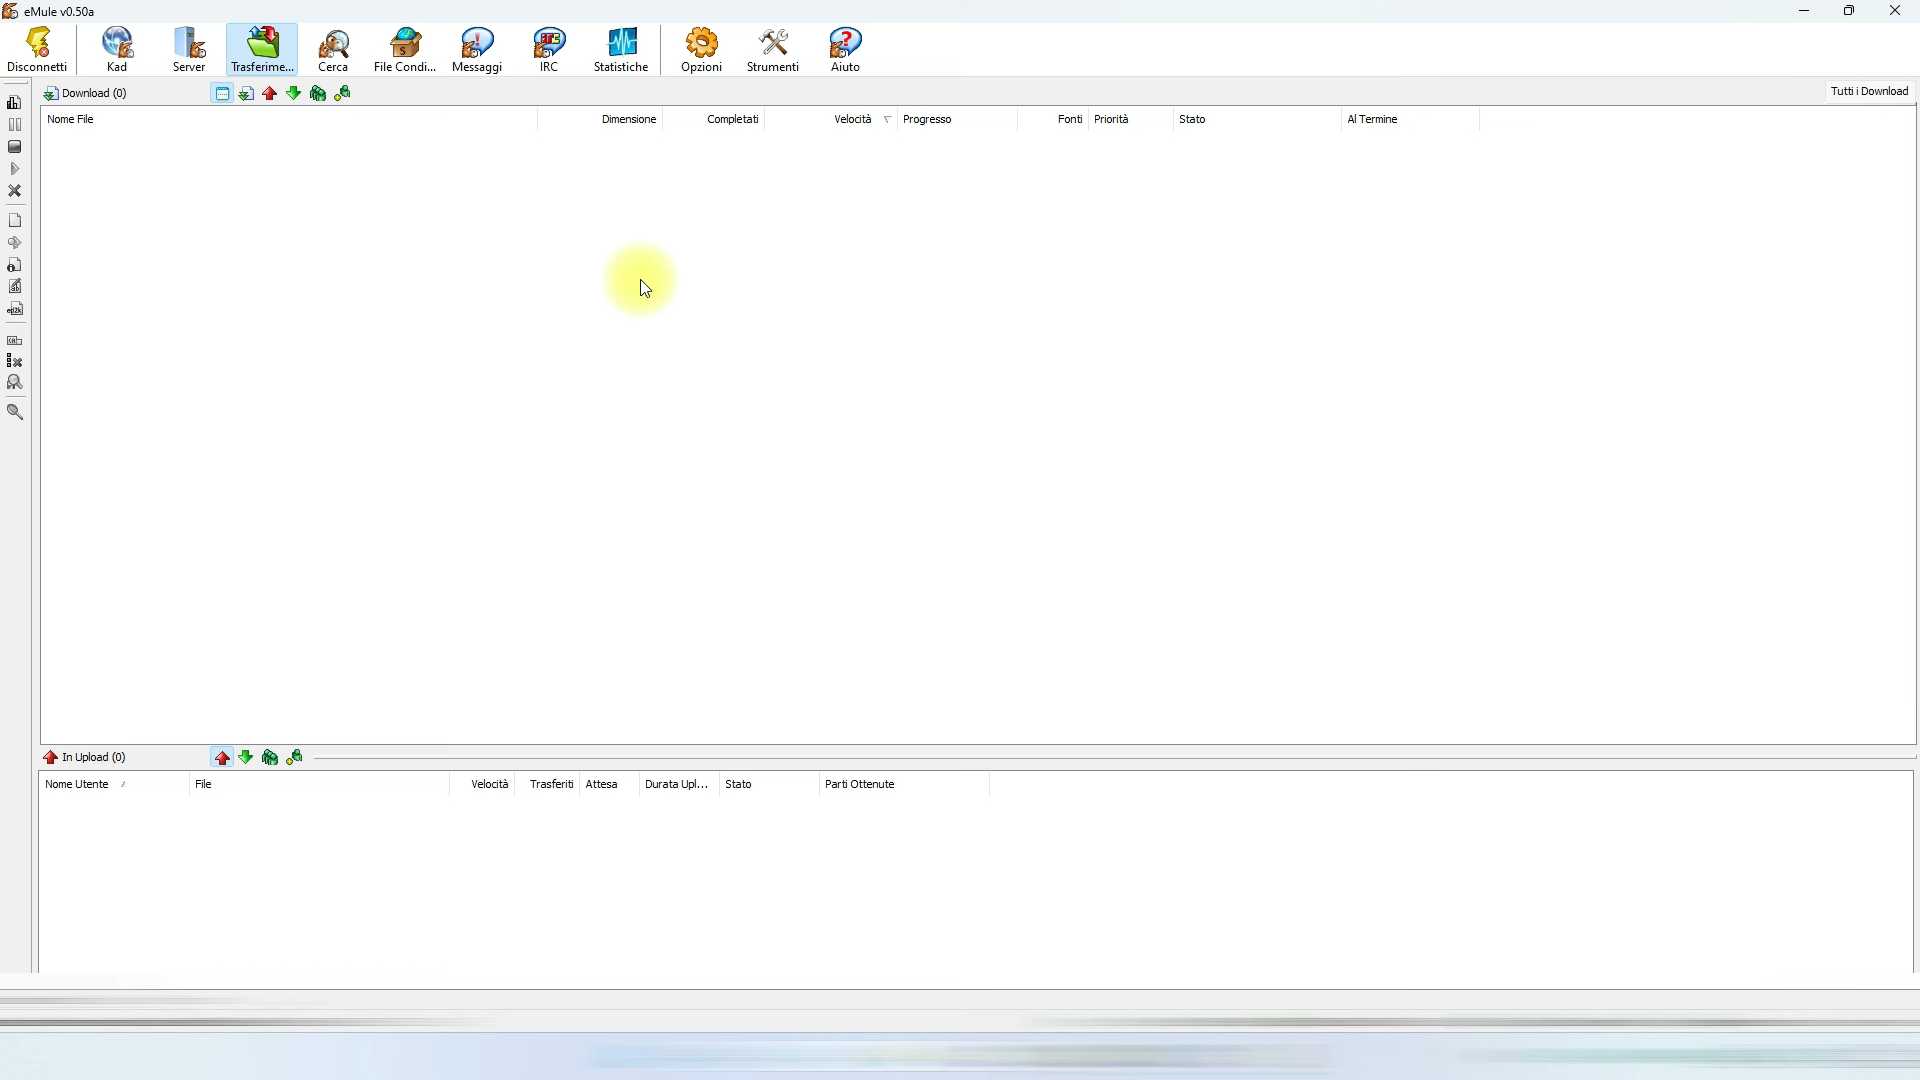 eMule v0.50a
Disconnetti
Kad
Server
Trasferime...
Cerca
File Condi...
Messaggi
IRC
Statistiche
Opzioni
Strumenti
Aiuto
Download (0)
Tutti i Download
Nome File Dimensione Completati Velocità Progresso Fonti Priorità Stato Al Termine
In Upload (0)
Nome Utente File Velocità Trasferiti Attesa Durata Upl... Stato Parti Ottenute